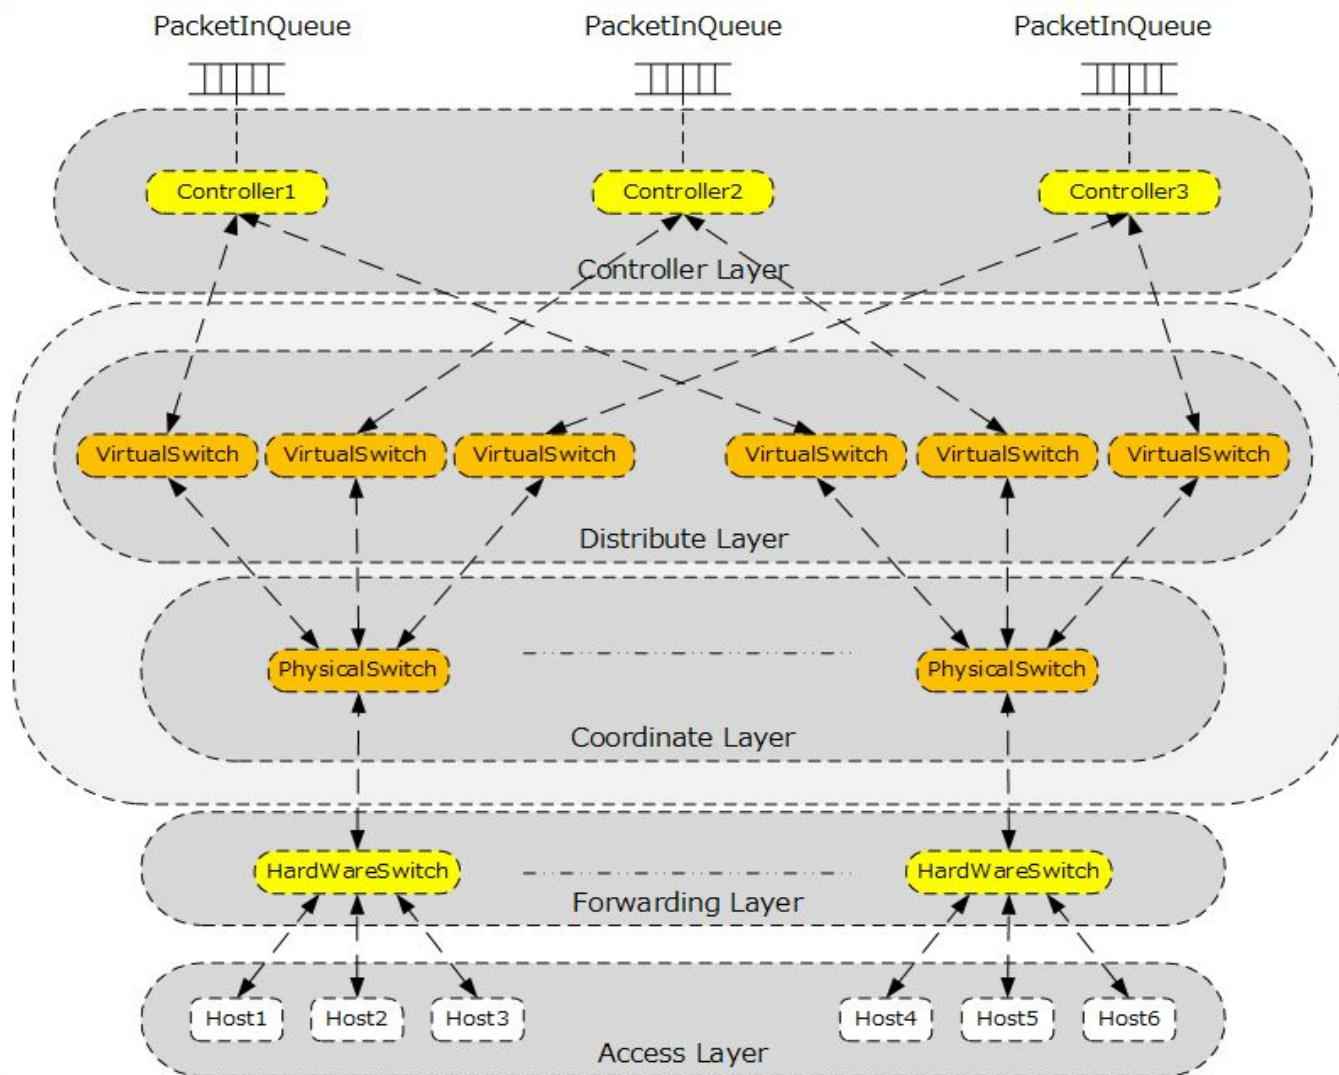 PacketInQueue PacketInQueue PacketInQueue
Controller1 Controller2 Controller3
Controller Layer
VirtualSwitch VirtualSwitch VirtualSwitch VirtualSwitch VirtualSwitch VirtualSwitch
Distribute Layer
PhysicalSwitch PhysicalSwitch
Coordinate Layer
HardWareSwitch HardWareSwitch
Forwarding Layer
Host1 Host2 Host3 Host4 Host5 Host6
Access Layer